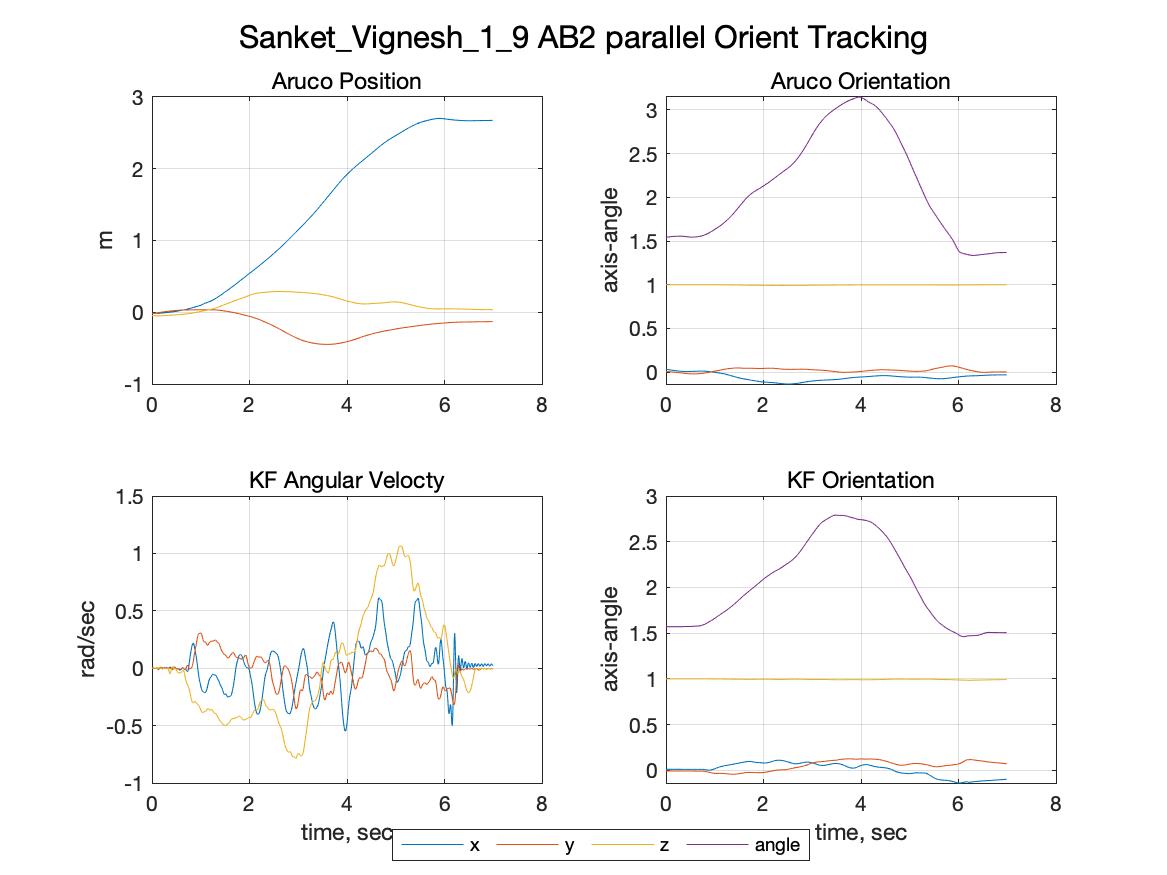 Sanket_Vignesh_1_9 AB2 parallel Orient Tracking
Aruco Position
3
2
1
0
-1
m
0 2 4 6 8
Aruco Orientation
3
2.5
2
1.5
1
0.5
0
axis-angle
0 2 4 6 8
KF Angular Velocty
1.5
1
0.5
0
-0.5
-1
rad/sec
0 2 4 6 8
time, sec
KF Orientation
3
2.5
2
1.5
1
0.5
0
axis-angle
0 2 4 6 8
time, sec
x y z angle